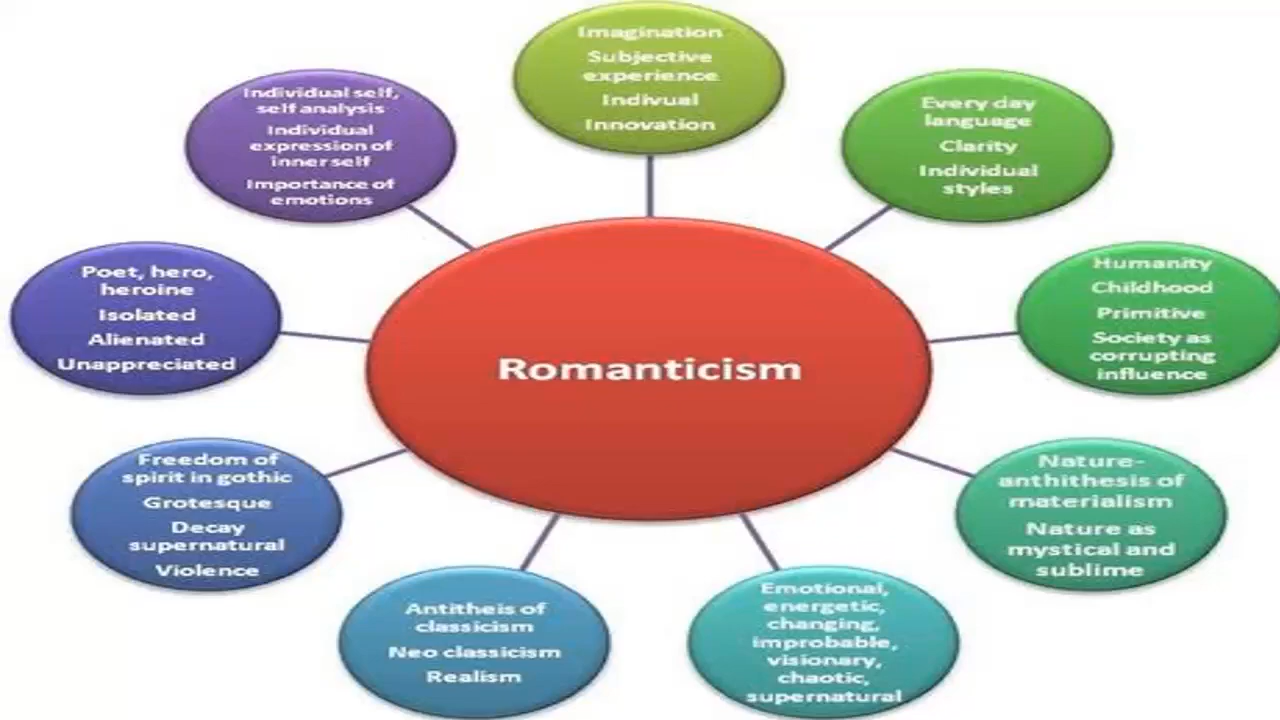 Imagination
Subjective
experience
Indivual
Innovation
Every day
language
Clarity
Individual
styles
Humanity
Childhood
Primitive
Society as
corrupting
influence
Nature-
anthithesis of
materialism
Nature as
mystical and
sublime
Emotional,
energetic,
changing,
improbable,
visionary,
chaotic,
supernatural
Antitheis of
classicism
Neo classicism
Realism
Freedom of
spirit in gothic
Grotesque
Decay
supernatural
Violence
Poet, hero,
heroine
Isolated
Alienated
Unappreciated
Individual self,
self analysis
Individual
expression of
inner self
Importance of
emotions
Romanticism